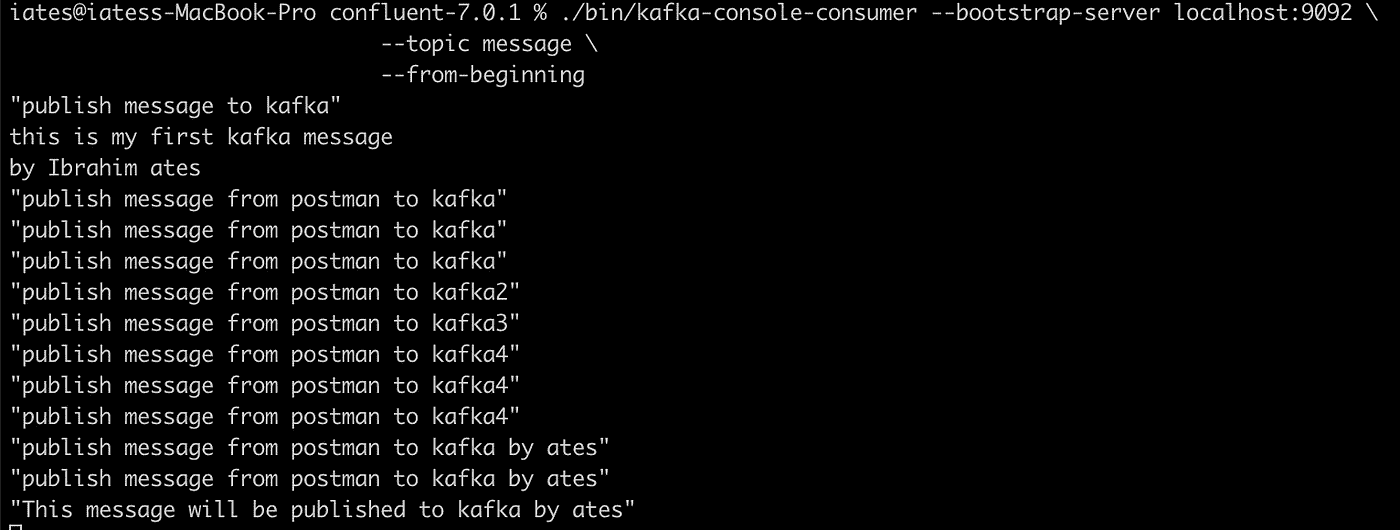 iates@iatess-MacBook-Pro confluent-7.0.1 % ./bin/kafka-console-consumer --bootstrap-server localhost:9092 \
--topic message \
--from-beginning
"publish message to kafka"
this is my first kafka message
by Ibrahim ates
"publish message from postman to kafka"
"publish message from postman to kafka"
"publish message from postman to kafka"
"publish message from postman to kafka2"
"publish message from postman to kafka3"
"publish message from postman to kafka4"
"publish message from postman to kafka4"
"publish message from postman to kafka4"
"publish message from postman to kafka by ates"
"publish message from postman to kafka by ates"
"This message will be published to kafka by ates"